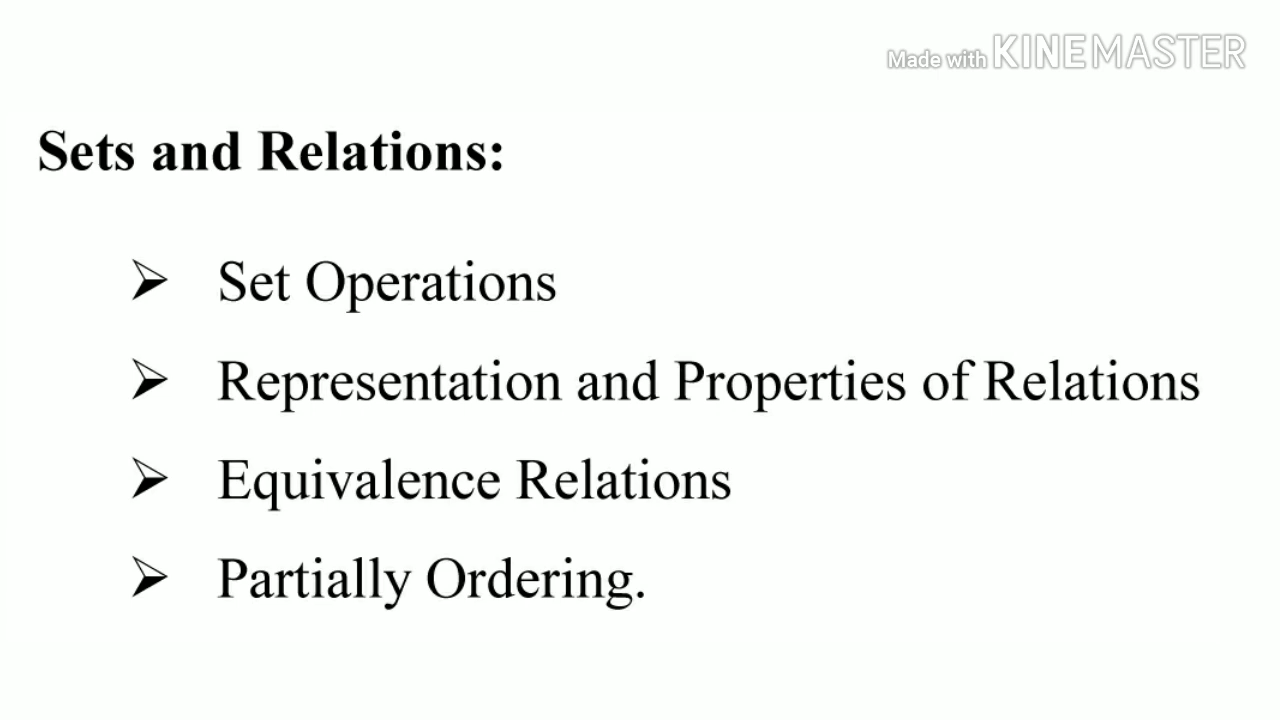 Made with KINEMASTER
Sets and Relations:
➢ Set Operations
➢ Representation and Properties of Relations
➢ Equivalence Relations
➢ Partially Ordering.